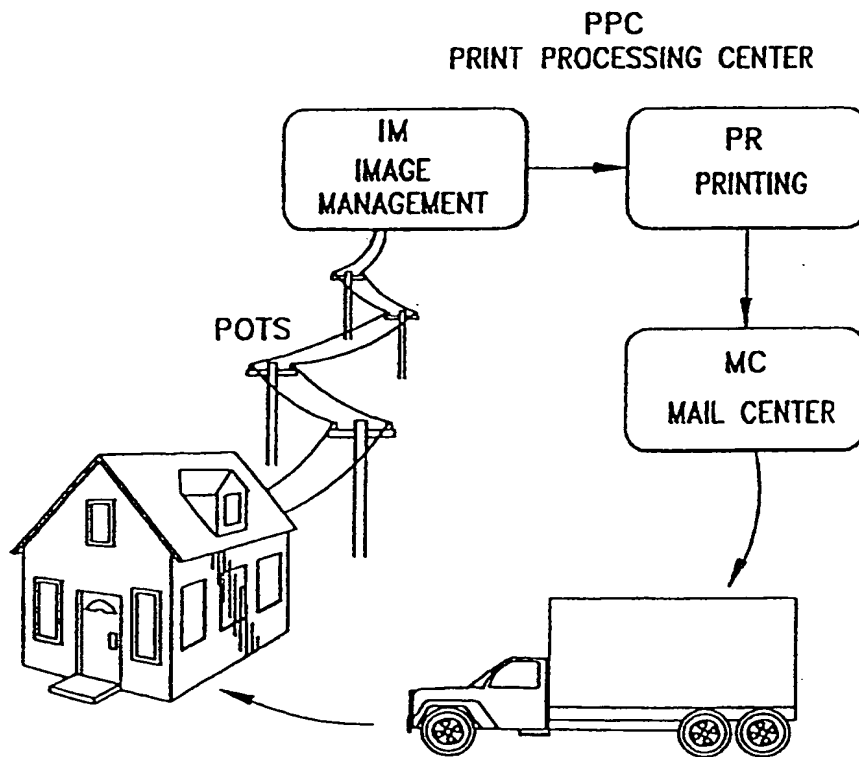 PPC
PRINT PROCESSING CENTER
IM
IMAGE
MANAGEMENT
PR
PRINTING
POTS
MC
MAIL CENTER